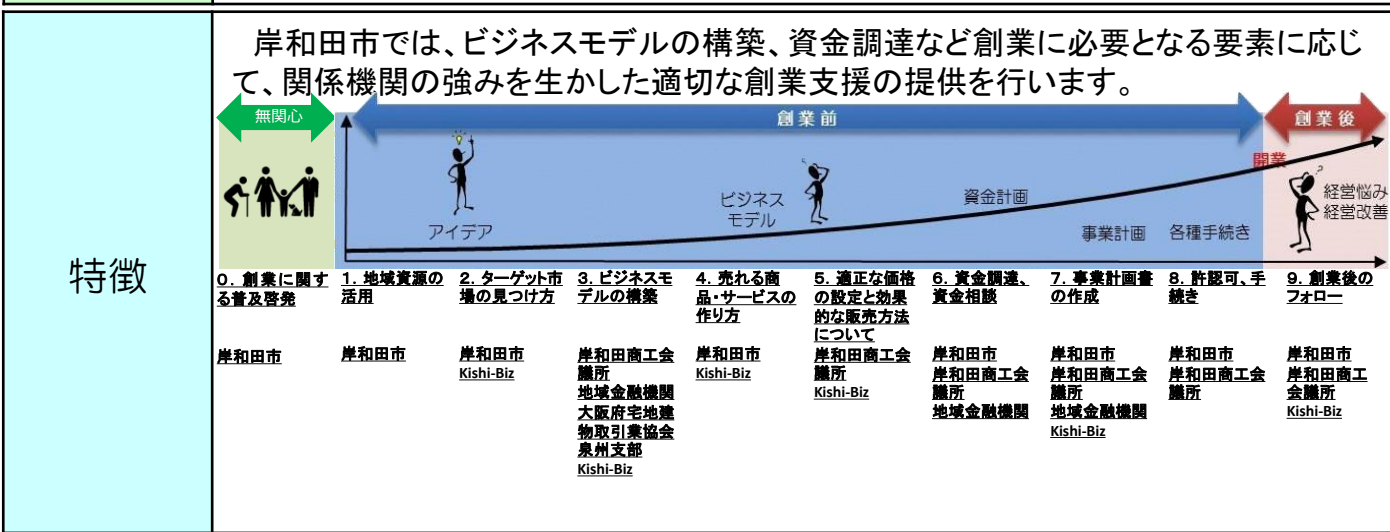 特徴
岸和田市では、ビジネスモデルの構築、資金調達など創業に必要となる要素に応じ
て、関係機関の強みを生かした適切な創業支援の提供を行います。
無関心
創業前
創業後
アイデア
ビジネス
モデル
資金計画
事業計画
各種手続き
開業
経営悩み
経営改善
0. 創業に関す
る普及啓発
岸和田市
1. 地域資源の
活用
岸和田市
2. ターゲット市
場の見つけ方
岸和田市
Kishi-Biz
3. ビジネスモ
デルの構築
岸和田商工会
議所
地域金融機関
大阪府宅地建
物取引業協会
泉州支部
Kishi-Biz
4. 売れる商
品・サービスの
作り方
岸和田市
Kishi-Biz
5. 適正な価格
の設定と効果
的な販売方法
について
岸和田商工会
議所
Kishi-Biz
6. 資金調達、
資金相談
岸和田市
岸和田商工会
議所
地域金融機関
7. 事業計画書
の作成
岸和田市
岸和田商工会
議所
地域金融機関
Kishi-Biz
8. 許認可、手
続き
岸和田市
岸和田商工会
議所
9. 創業後の
フォロー
岸和田市
岸和田商工
会議所
Kishi-Biz